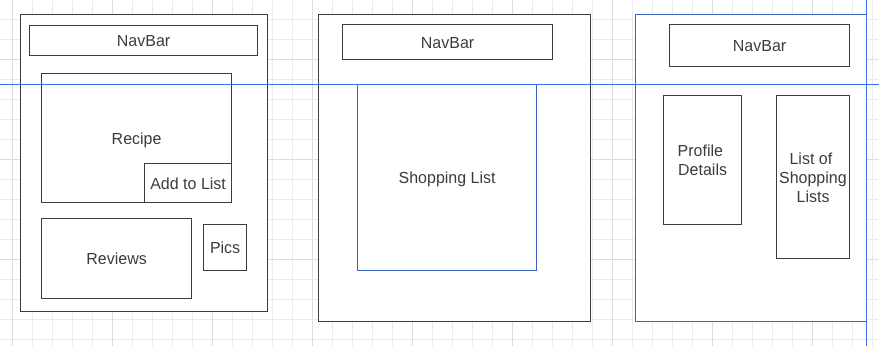 NavBar
Recipe
Add to List
Reviews
Pics
NavBar
Shopping List
NavBar
Profile
Details
List of
Shopping
Lists